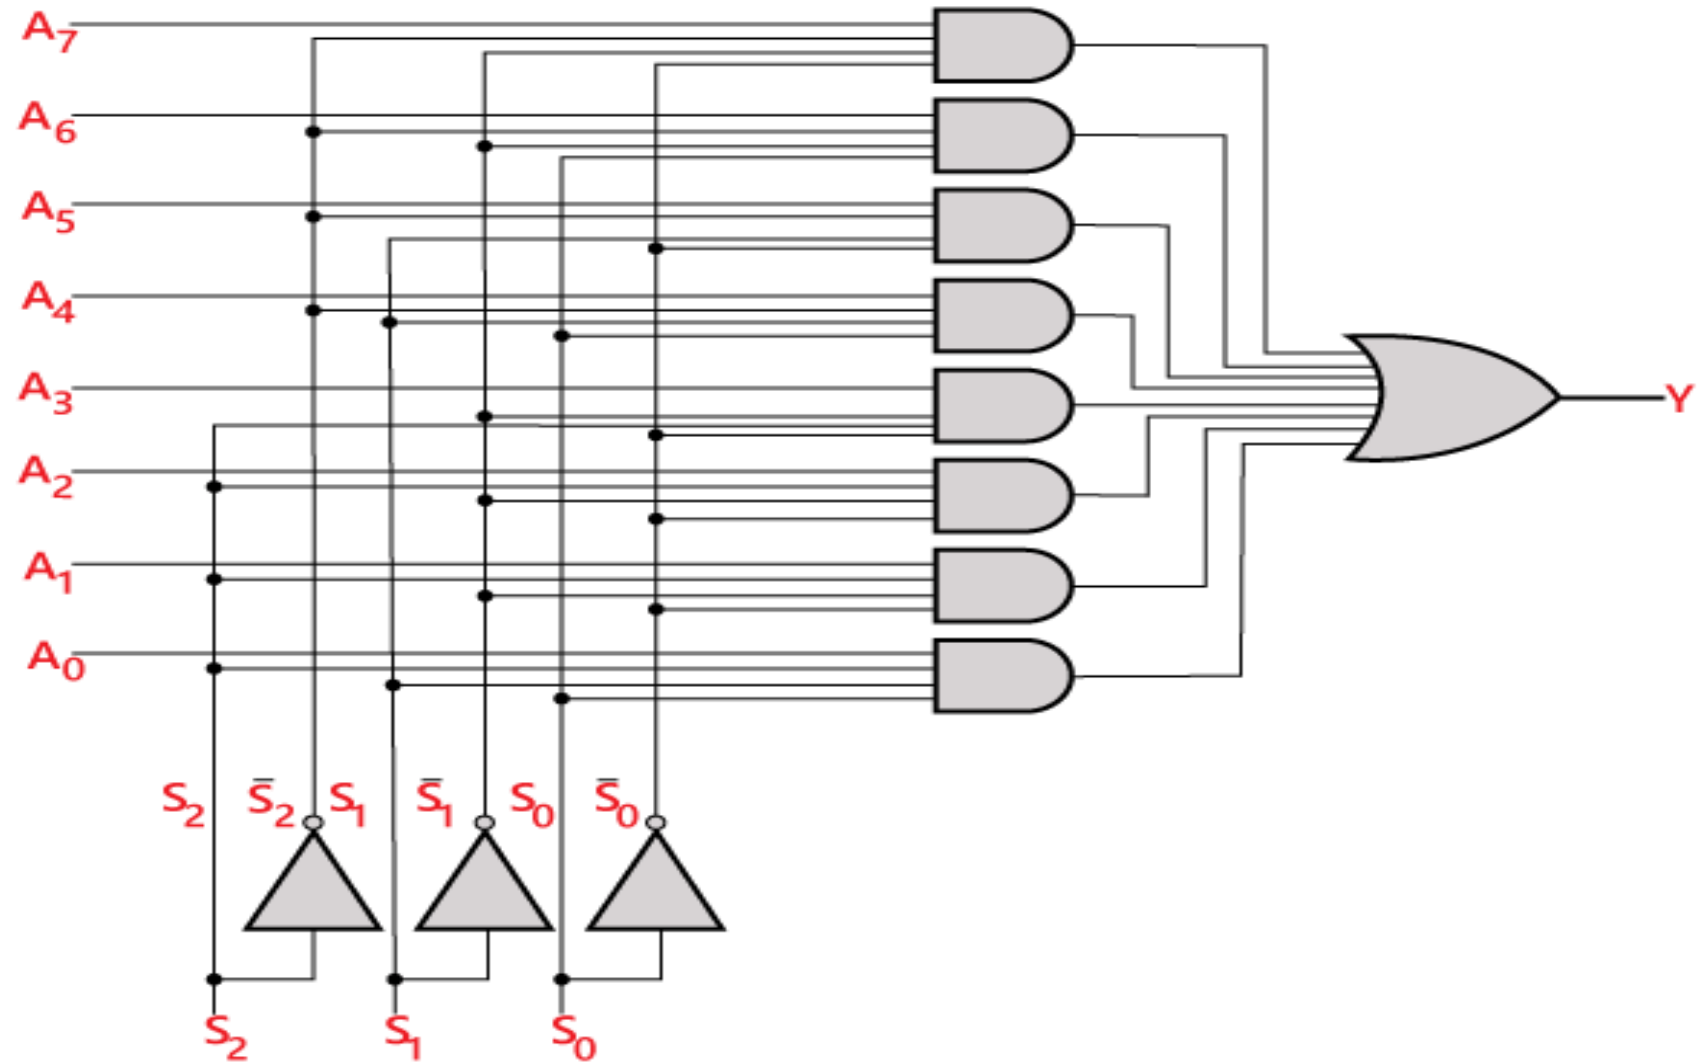 A₇
A₆
A₅
A₄
A₃
Y
A₂
A₁
A₀
S₂ S̄₂ S₁ S̄₁ S₀ S̄₀
S₂ S₁ S₀